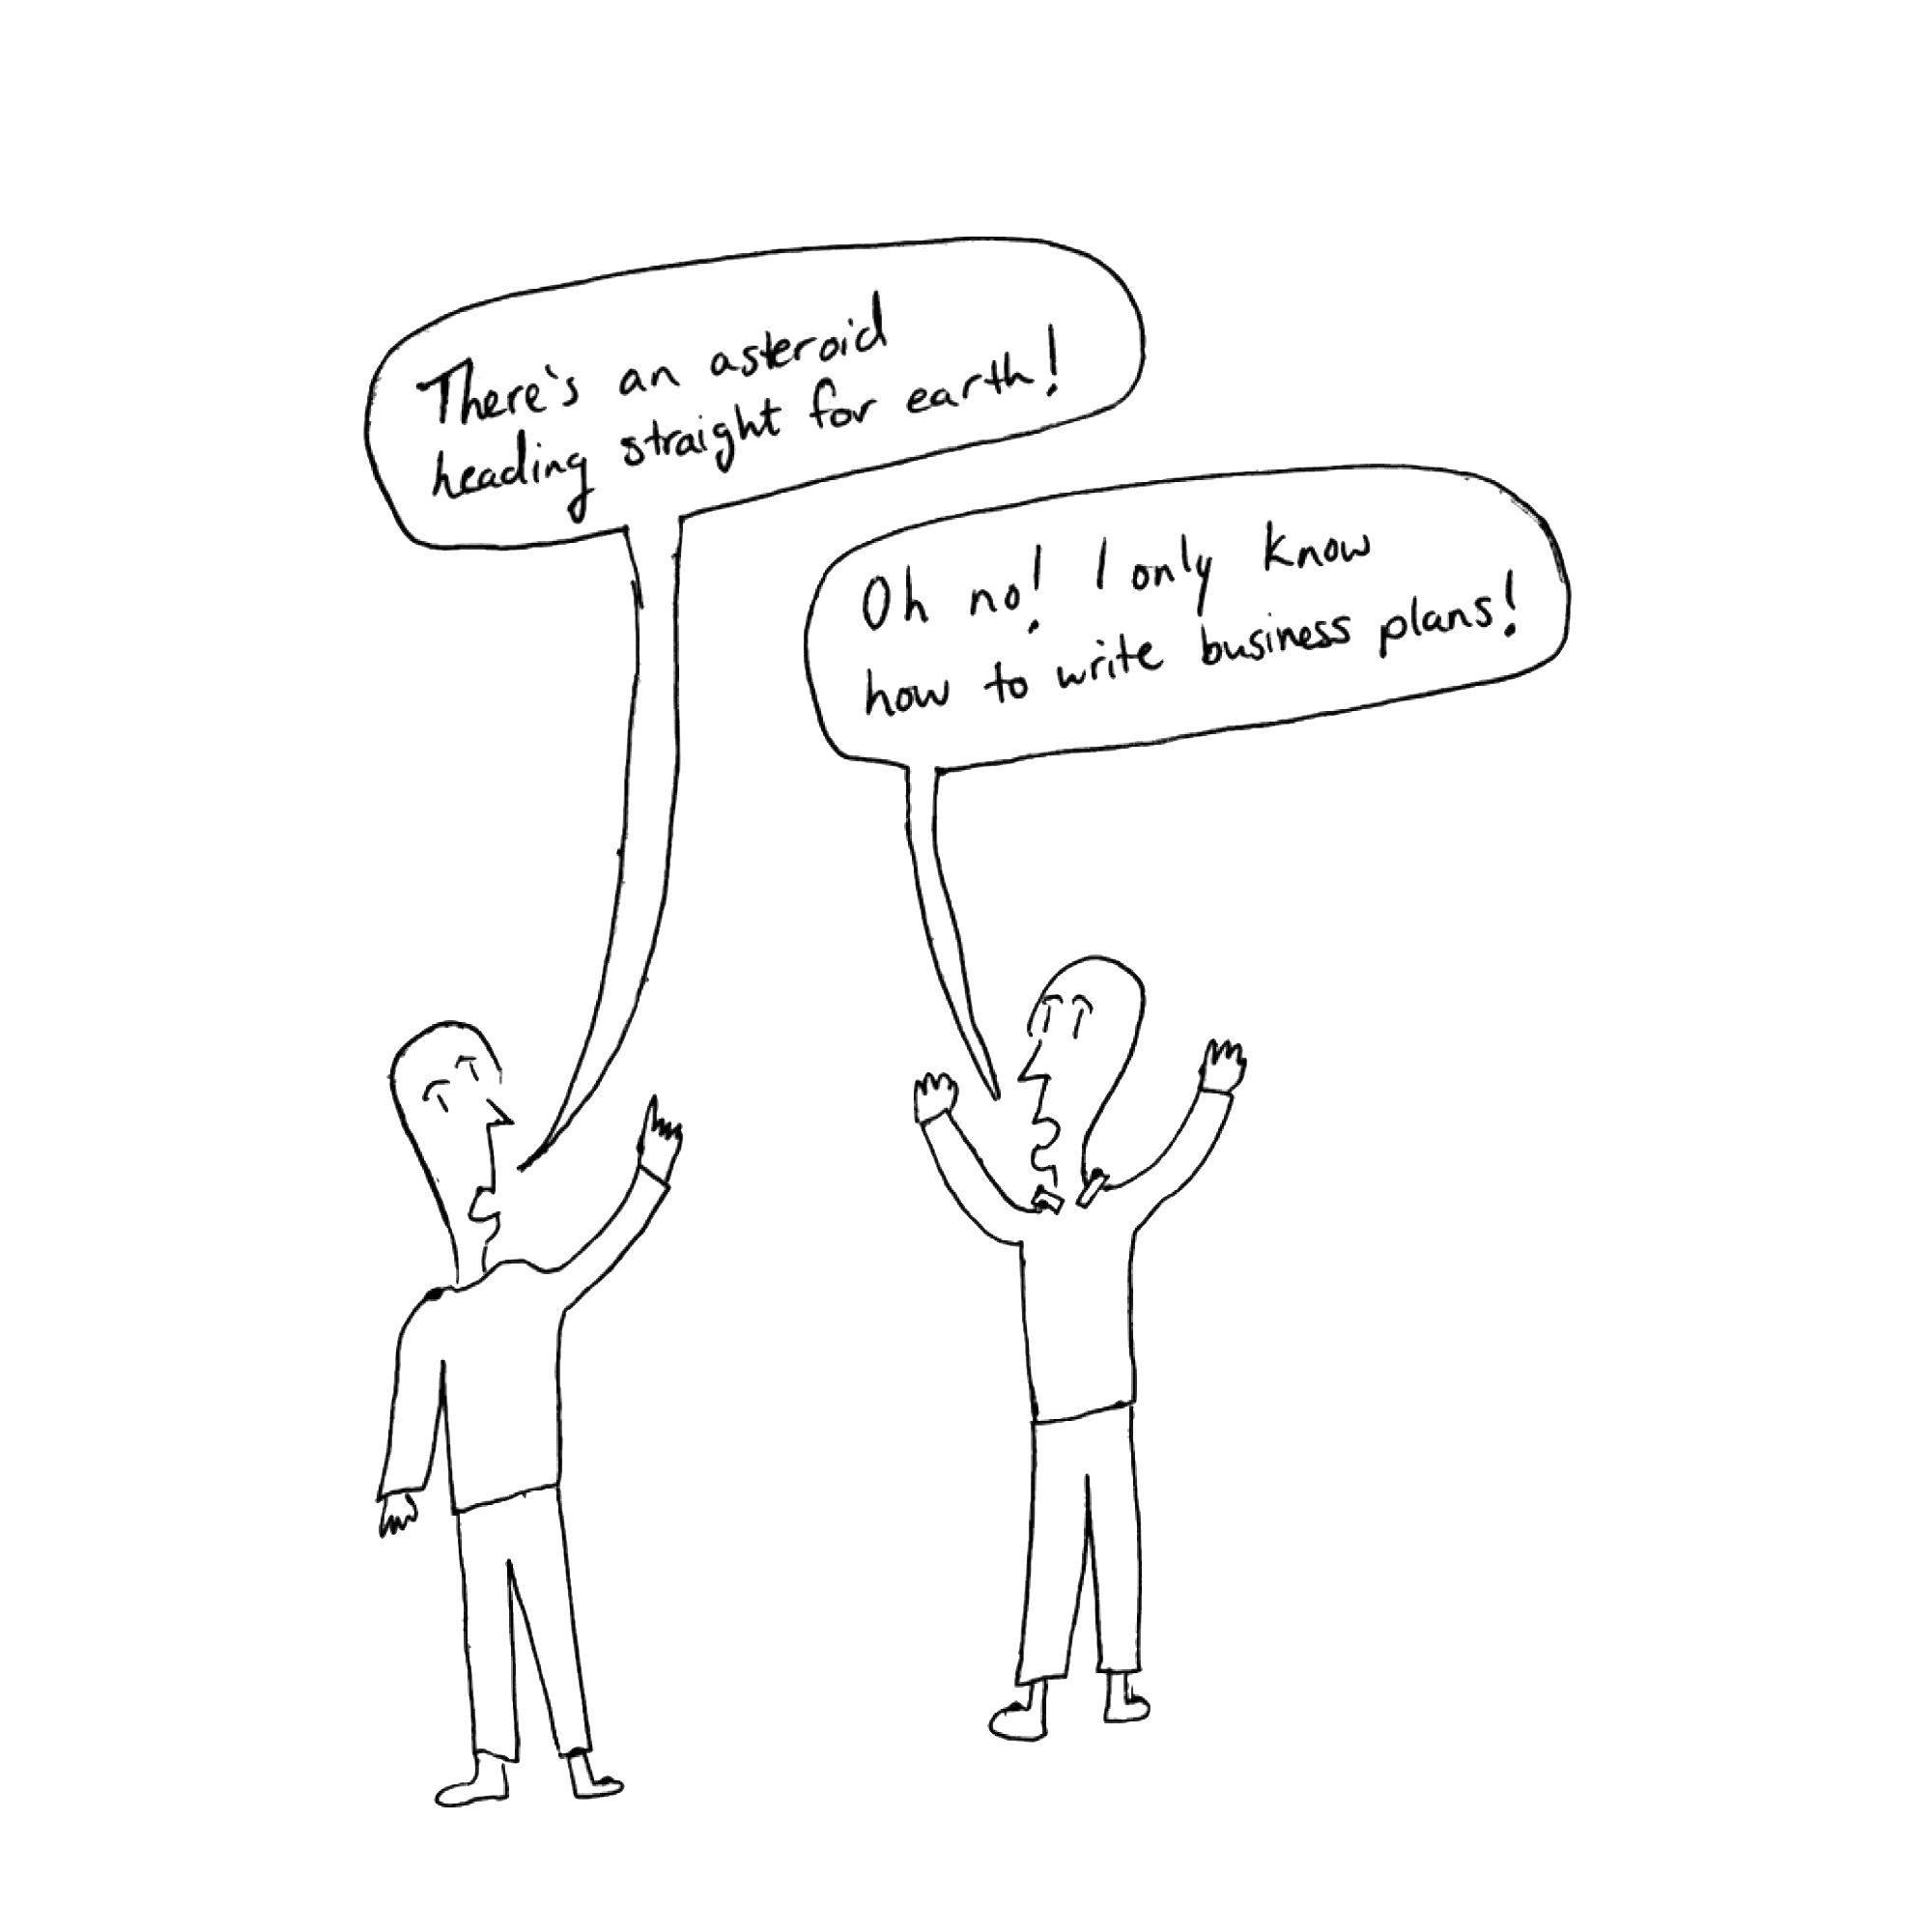 There's an asteroid
heading straight for earth!
Oh no! I only know
how to write business plans!